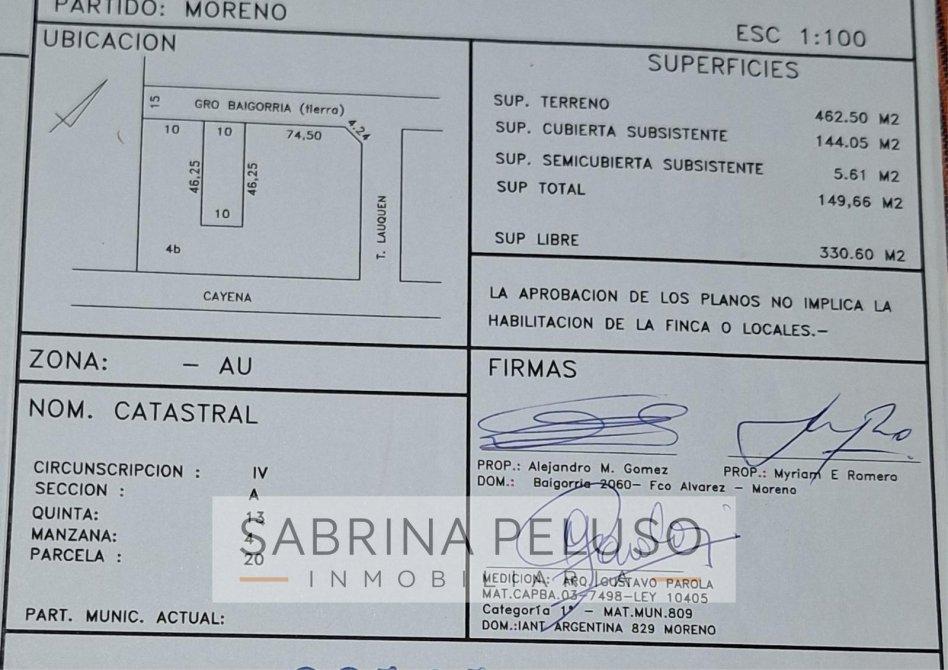 PARTIDO: MORENO
ESC 1:100
UBICACION
15
GRO BAIGORRIA (tierra)
4.24
10 10 74,50
46,25 46,25
10
T. LAUQUEN
4b
CAYENA
SUPERFICIES
SUP. TERRENO 462.50 M2
SUP. CUBIERTA SUBSISTENTE 144.05 M2
SUP. SEMICUBIERTA SUBSISTENTE 5.61 M2
SUP TOTAL 149,66 M2
SUP LIBRE 330.60 M2
LA APROBACION DE LOS PLANOS NO IMPLICA LA
HABILITACION DE LA FINCA O LOCALES.-
ZONA: - AU
NOM. CATASTRAL
CIRCUNSCRIPCION : IV
SECCION : A
QUINTA: 13
MANZANA:
PARCELA : 20
PART. MUNIC. ACTUAL:
FIRMAS
PROP.: Alejandro M. Gomez
PROP.: Myriam E Romero
DOM.: Baigorria 2060- Fco Alvarez - Moreno
SABRINA PELUSO
INMOBILIARIA
MEDICION: ARQ. GUSTAVO PAROLA
MAT.CAPBA.03-7498-LEY 10405
Categoría 1ª - MAT.MUN.809
DOM.:IANT ARGENTINA 829 MORENO